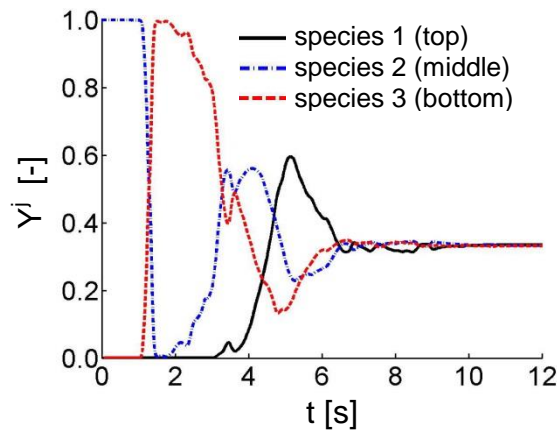 1.0
0.8
0.6
0.4
0.2
0.0
Y^j [-]
species 1 (top)
species 2 (middle)
species 3 (bottom)
0 2 4 6 8 10 12
t [s]